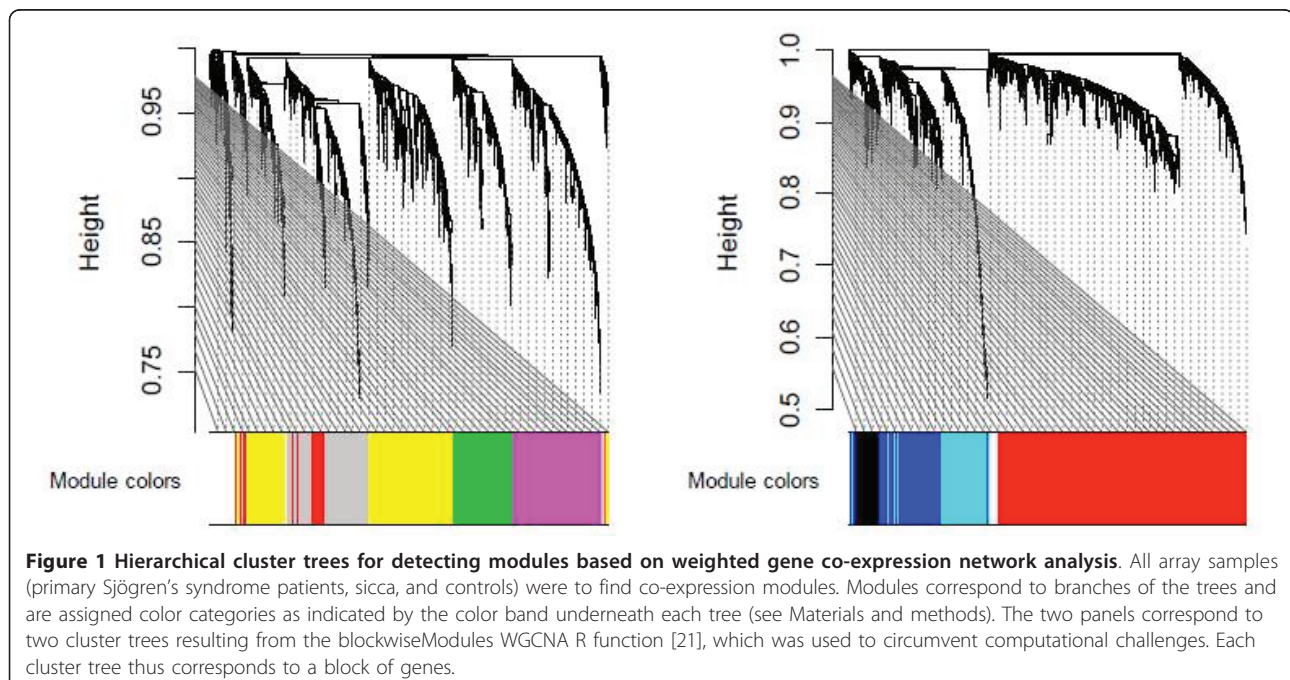 Height
0.95
0.85
0.75
Module colors
Height
1.0
0.9
0.8
0.7
0.6
0.5
Module colors
Figure 1 Hierarchical cluster trees for detecting modules based on weighted gene co-expression network analysis. All array samples
(primary Sjögren's syndrome patients, sicca, and controls) were to find co-expression modules. Modules correspond to branches of the trees and
are assigned color categories as indicated by the color band underneath each tree (see Materials and methods). The two panels correspond to
two cluster trees resulting from the blockwiseModules WGCNA R function [21], which was used to circumvent computational challenges. Each
cluster tree thus corresponds to a block of genes.